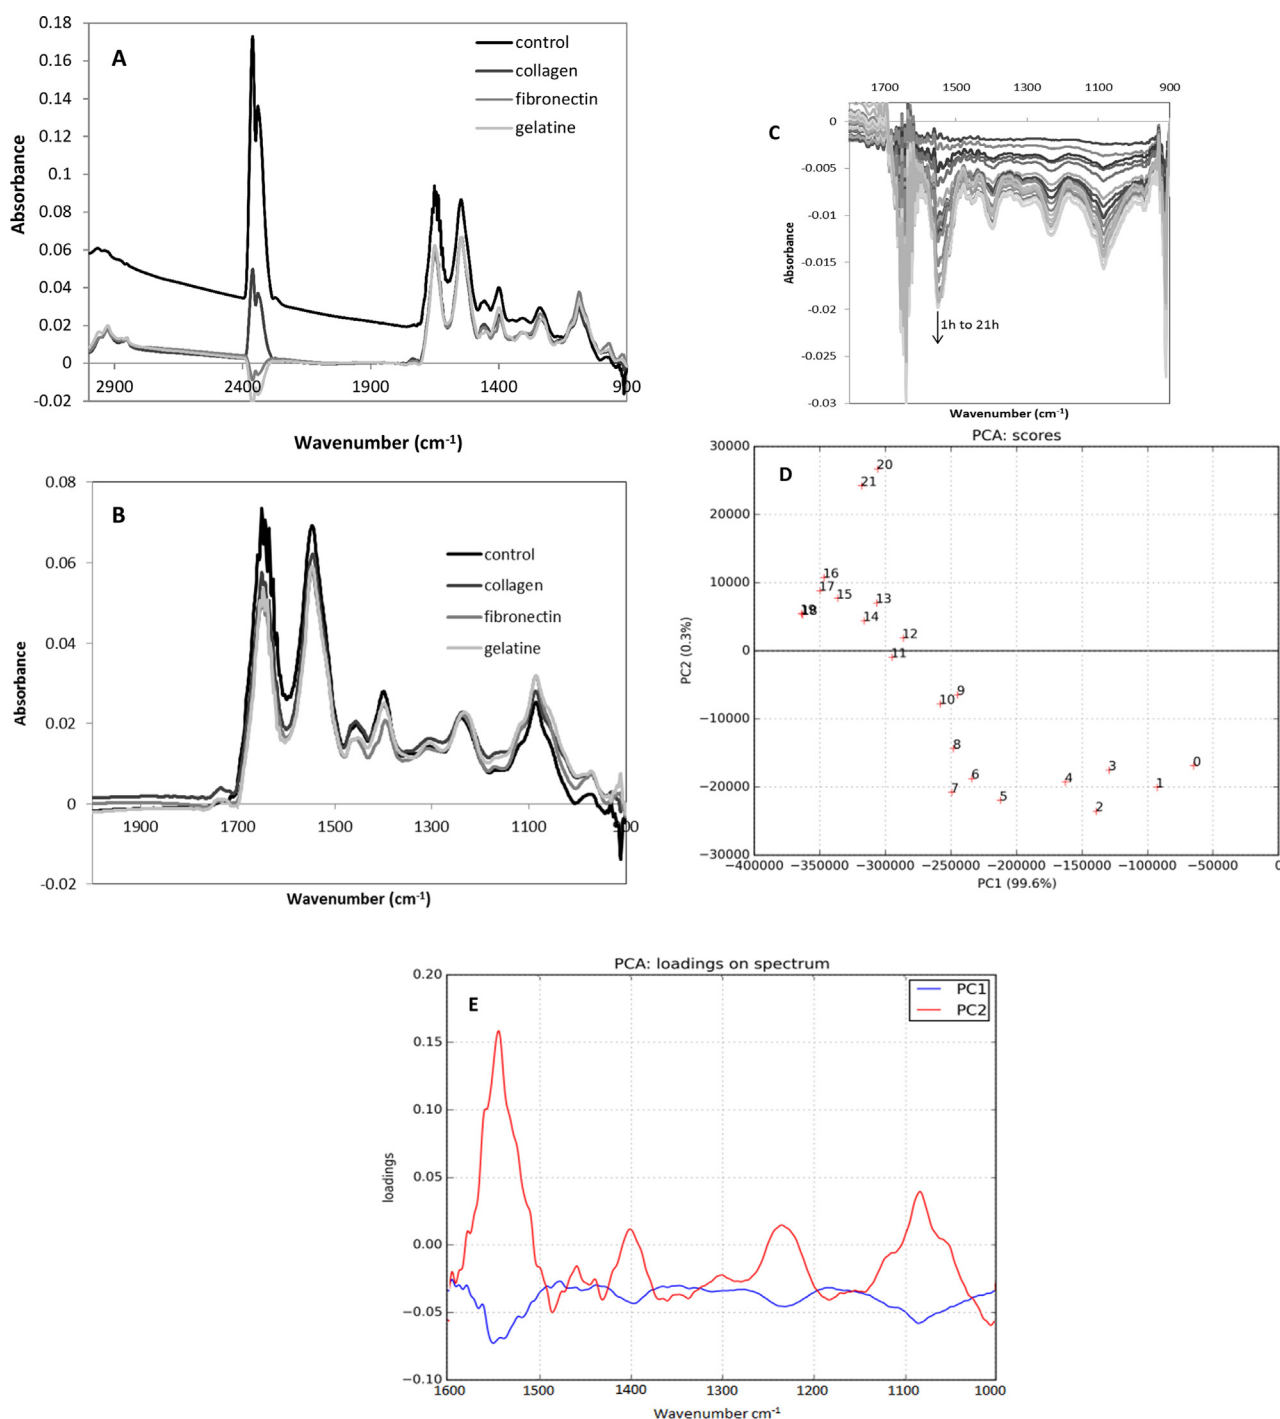 A
0.18
0.16
0.14
0.12
0.1
0.08
0.06
0.04
0.02
0
-0.02
Absorbance
control
collagen
fibronectin
gelatine
2900 2400 1900 1400 900
Wavenumber (cm-1)
B
0.08
0.06
0.04
0.02
0
-0.02
Absorbance
control
collagen
fibronectin
gelatine
1900 1700 1500 1300 1100
Wavenumber (cm-1)
C
1700 1500 1300 1100 900
0
-0.005
-0.01
-0.015
-0.02
-0.025
-0.03
Absorbance
1h to 21h
Wavenumber (cm-1)
PCA: scores
D
30000
20000
10000
0
−10000
−20000
−30000
PC2 (0.3%)
20
21
16
17
15
13
19
18
14
12
11
9
10
8
6
7
5
4
3
2
1
0
−400000 −350000 −300000 −250000 −200000 −150000 −100000 −50000 0
PC1 (99.6%)
PCA: loadings on spectrum
E
PC1
PC2
0.20
0.15
0.10
0.05
0.00
−0.05
−0.10
loadings
1600 1500 1400 1300 1200 1100 1000
Wavenumber cm-1